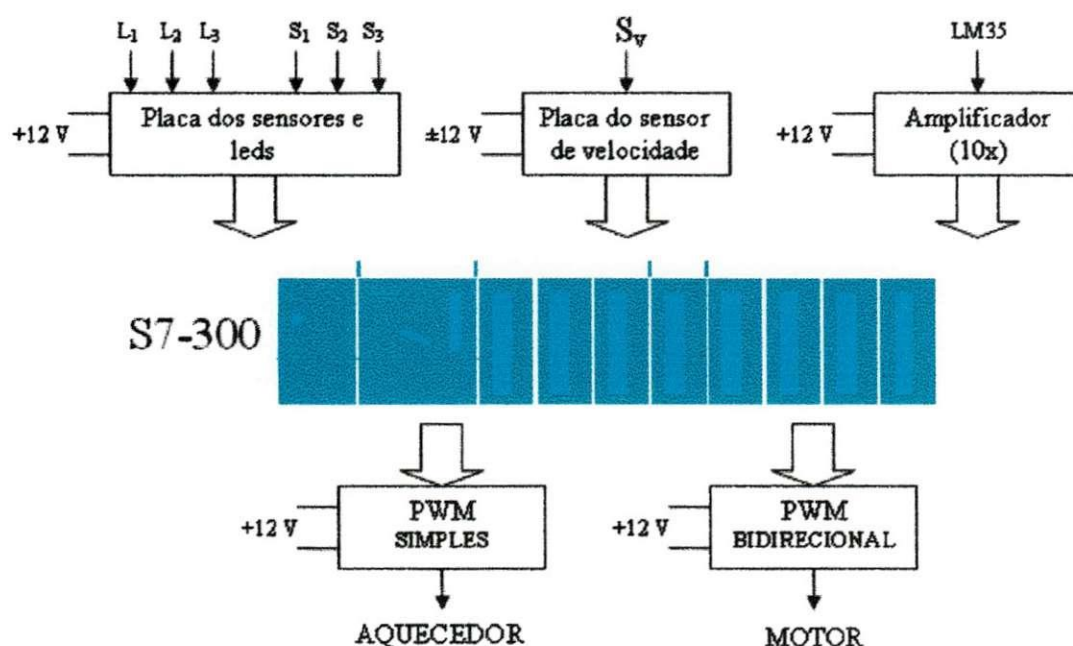 L1 L2 L3 S1 S2 S3
Sv
LM35
+12 V
Placa dos sensores e
leds
±12 V
Placa do sensor
de velocidade
+12 V
Amplificador
(10x)
S7-300
+12 V
PWM
SIMPLES
+12 V
PWM
BIDIRECIONAL
AQUECEDOR
MOTOR